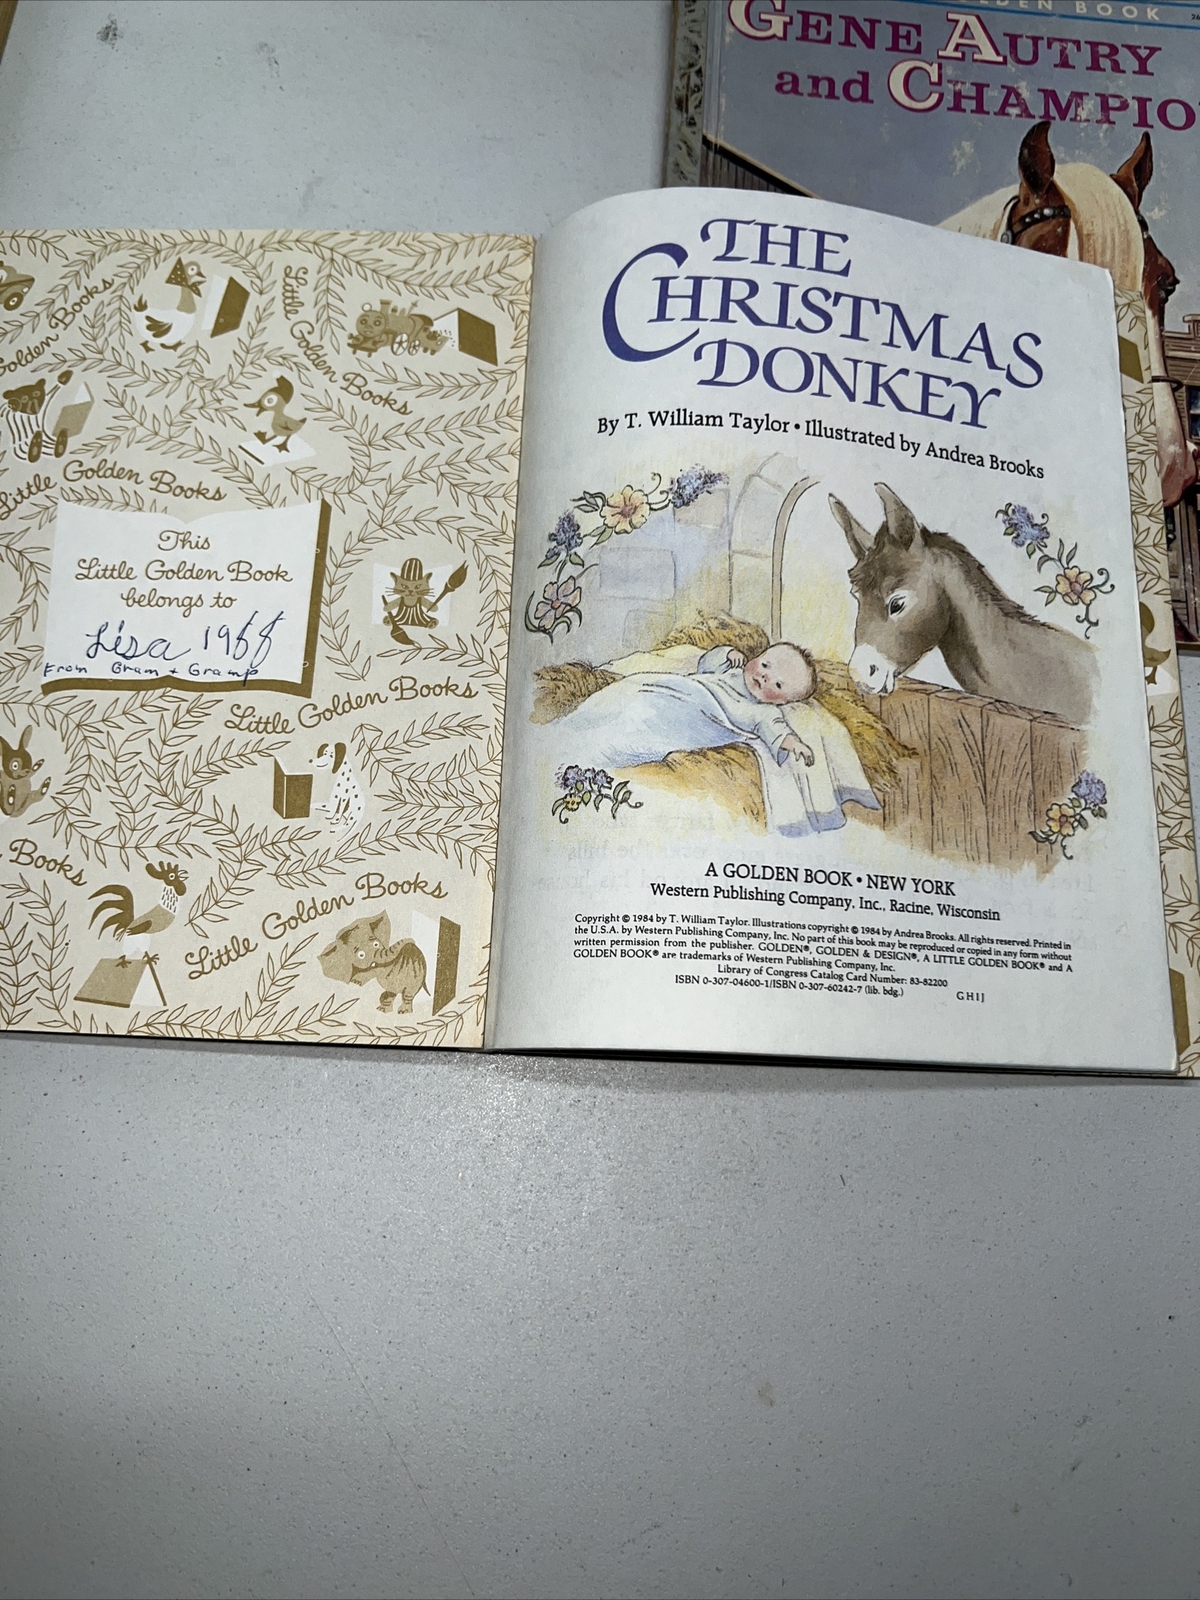 GOLDEN BOOK
GENE AUTRY
and CHAMPIO
Golden Books
Little Golden Books
Little Golden Books
This
Little Golden Book
belongs to
Lisa 1988
From Gram + Gramp
Little Golden Books
Books
Little Golden Books
THE
CHRISTMAS
DONKEY
By T. William Taylor • Illustrated by Andrea Brooks
A GOLDEN BOOK • NEW YORK
Western Publishing Company, Inc., Racine, Wisconsin
Copyright © 1984 by T. William Taylor. Illustrations copyright © 1984 by Andrea Brooks. All rights reserved. Printed in
the U.S.A. by Western Publishing Company, Inc. No part of this book may be reproduced or copied in any form without
written permission from the publisher. GOLDEN®, GOLDEN & DESIGN®, A LITTLE GOLDEN BOOK® and A
GOLDEN BOOK® are trademarks of Western Publishing Company, Inc.
Library of Congress Catalog Card Number: 83-82200
ISBN 0-307-04600-1/ISBN 0-307-60242-7 (lib. bdg.)
G H I J